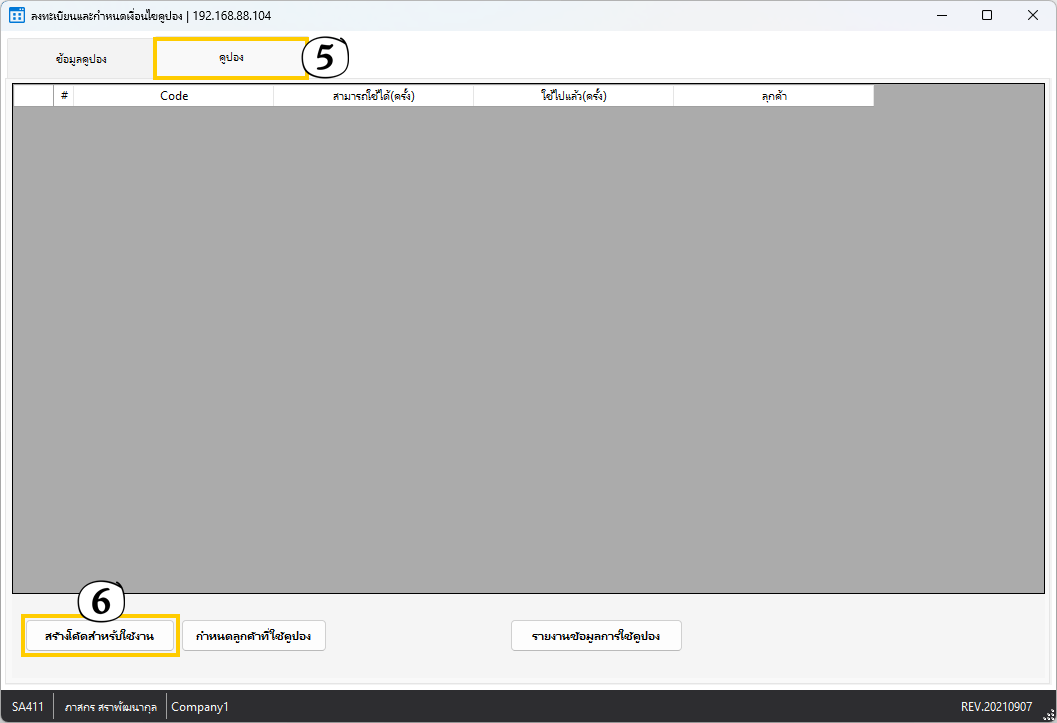 ลงทะเบียนและกำหนดเงื่อนไขคูปอง | 192.168.88.104
ข้อมูลคูปอง
คูปอง
5
#
Code
สามารถใช้ได้(ครั้ง)
ใช้ไปแล้ว(ครั้ง)
ลูกค้า
6
สร้างโค้ดสำหรับใช้งาน
กำหนดลูกค้าที่ใช้คูปอง
รายงานข้อมูลการใช้คูปอง
SA411
ภาสกร สราพัฒนากุล
Company1
REV.20210907